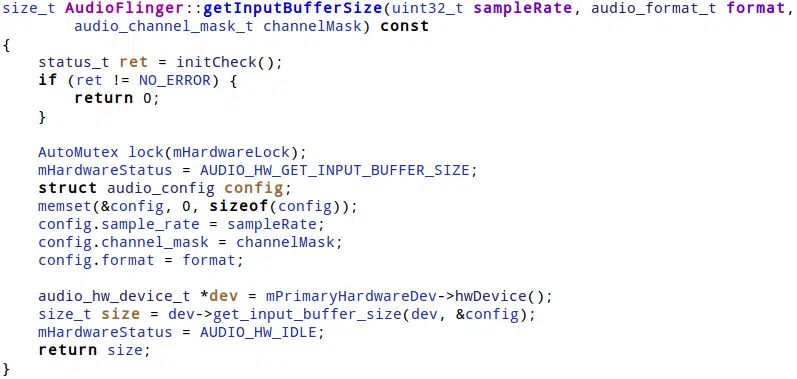 size_t AudioFlinger::getInputBufferSize(uint32_t sampleRate, audio_format_t format,
        audio_channel_mask_t channelMask) const
{
    status_t ret = initCheck();
    if (ret != NO_ERROR) {
        return 0;
    }

    AutoMutex lock(mHardwareLock);
    mHardwareStatus = AUDIO_HW_GET_INPUT_BUFFER_SIZE;
    struct audio_config config;
    memset(&config, 0, sizeof(config));
    config.sample_rate = sampleRate;
    config.channel_mask = channelMask;
    config.format = format;

    audio_hw_device_t *dev = mPrimaryHardwareDev->hwDevice();
    size_t size = dev->get_input_buffer_size(dev, &config);
    mHardwareStatus = AUDIO_HW_IDLE;
    return size;
}